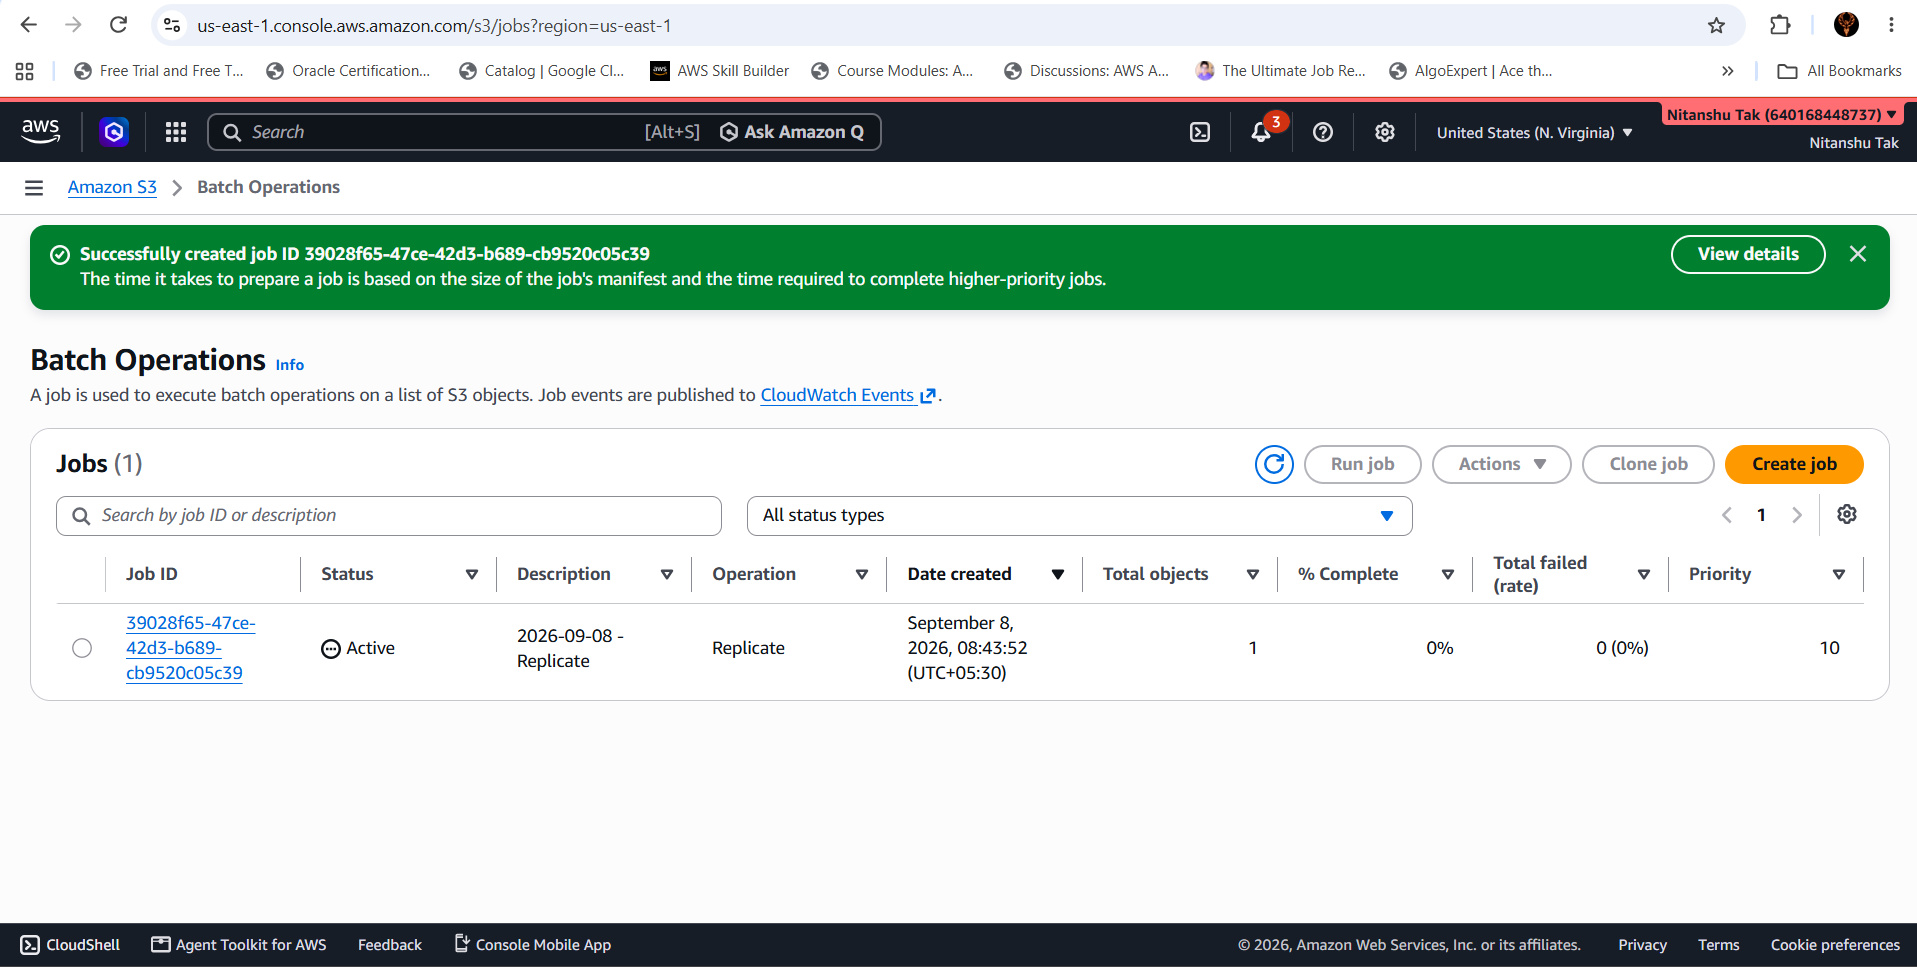 us-east-1.console.aws.amazon.com/s3/jobs?region=us-east-1
Free Trial and Free T... Oracle Certification... Catalog | Google Cl... aws AWS Skill Builder Course Modules: A... Discussions: AWS A... The Ultimate Job Re... AlgoExpert | Ace th... » All Bookmarks
aws Search [Alt+S] Ask Amazon Q 3 United States (N. Virginia) ▼ Nitanshu Tak (640168448737) ▼
Nitanshu Tak
Amazon S3 > Batch Operations
Successfully created job ID 39028f65-47ce-42d3-b689-cb9520c05c39
The time it takes to prepare a job is based on the size of the job's manifest and the time required to complete higher-priority jobs.
View details
Batch Operations Info
A job is used to execute batch operations on a list of S3 objects. Job events are published to CloudWatch Events.
Jobs (1)
Run job Actions ▼ Clone job Create job
Search by job ID or description All status types 1
Job ID Status Description Operation Date created Total objects % Complete Total failed (rate) Priority
39028f65-47ce-
42d3-b689-
cb9520c05c39
Active
2026-09-08 -
Replicate
Replicate
September 8,
2026, 08:43:52
(UTC+05:30)
1
0%
0 (0%)
10
CloudShell Agent Toolkit for AWS Feedback Console Mobile App © 2026, Amazon Web Services, Inc. or its affiliates. Privacy Terms Cookie preferences